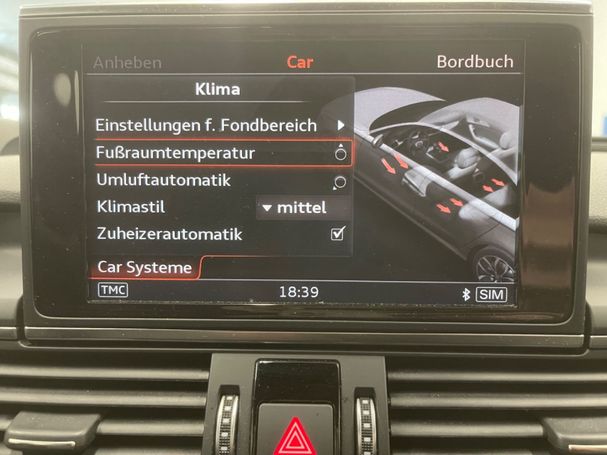 Anheben Car Bordbuch
Klima
Einstellungen f. Fondbereich
Fußraumtemperatur
Umluftautomatik
Klimastil mittel
Zuheizerautomatik
Car Systeme
TMC 18:39 SIM